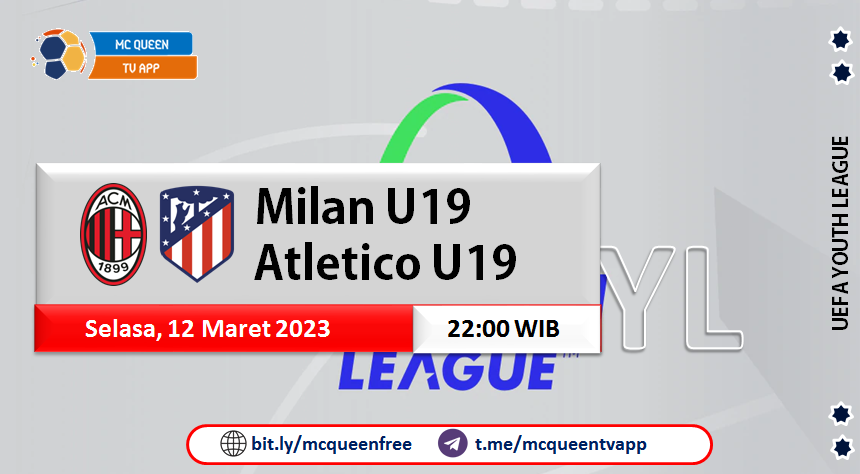 MC QUEEN
TV APP
ACM
1899
Milan U19
Atletico U19
Selasa, 12 Maret 2023
22:00 WIB
YL
LEAGUE™
UEFA YOUTH LEAGUE
bit.ly/mcqueenfree
t.me/mcqueentvapp